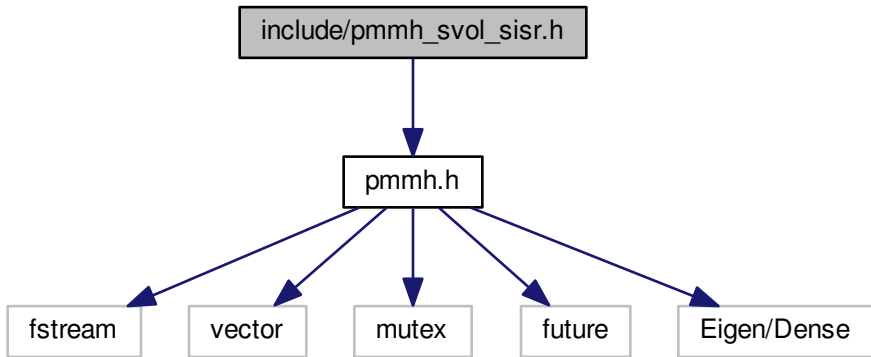 include/pmmh_svol_sisr.h
pmmh.h
fstream
vector
mutex
future
Eigen/Dense